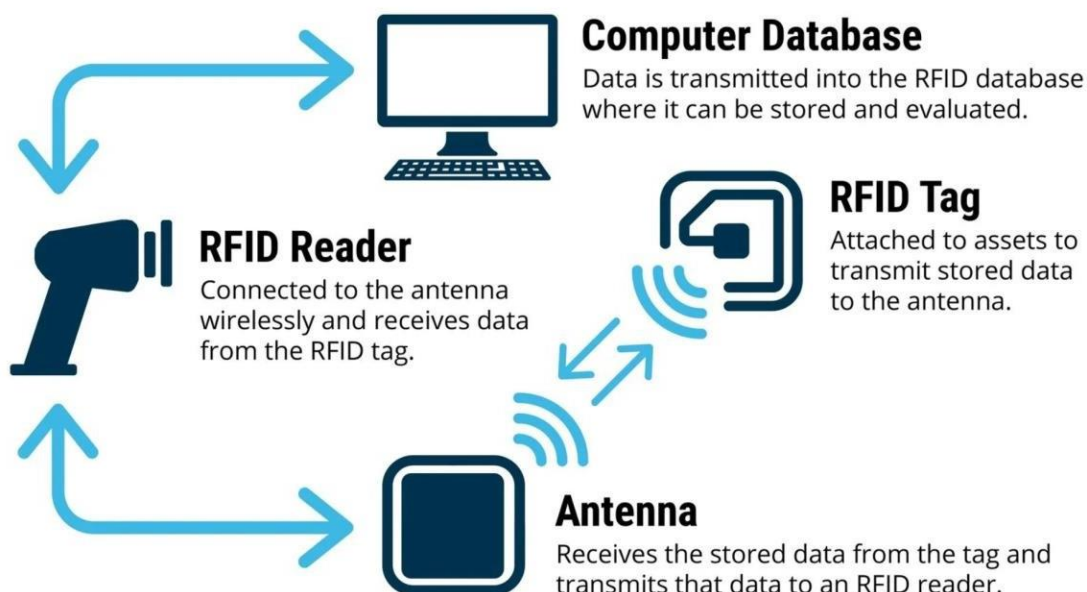 Computer Database
Data is transmitted into the RFID database
where it can be stored and evaluated.
RFID Tag
Attached to assets to
transmit stored data
to the antenna.
RFID Reader
Connected to the antenna
wirelessly and receives data
from the RFID tag.
Antenna
Receives the stored data from the tag and
transmits that data to an RFID reader.